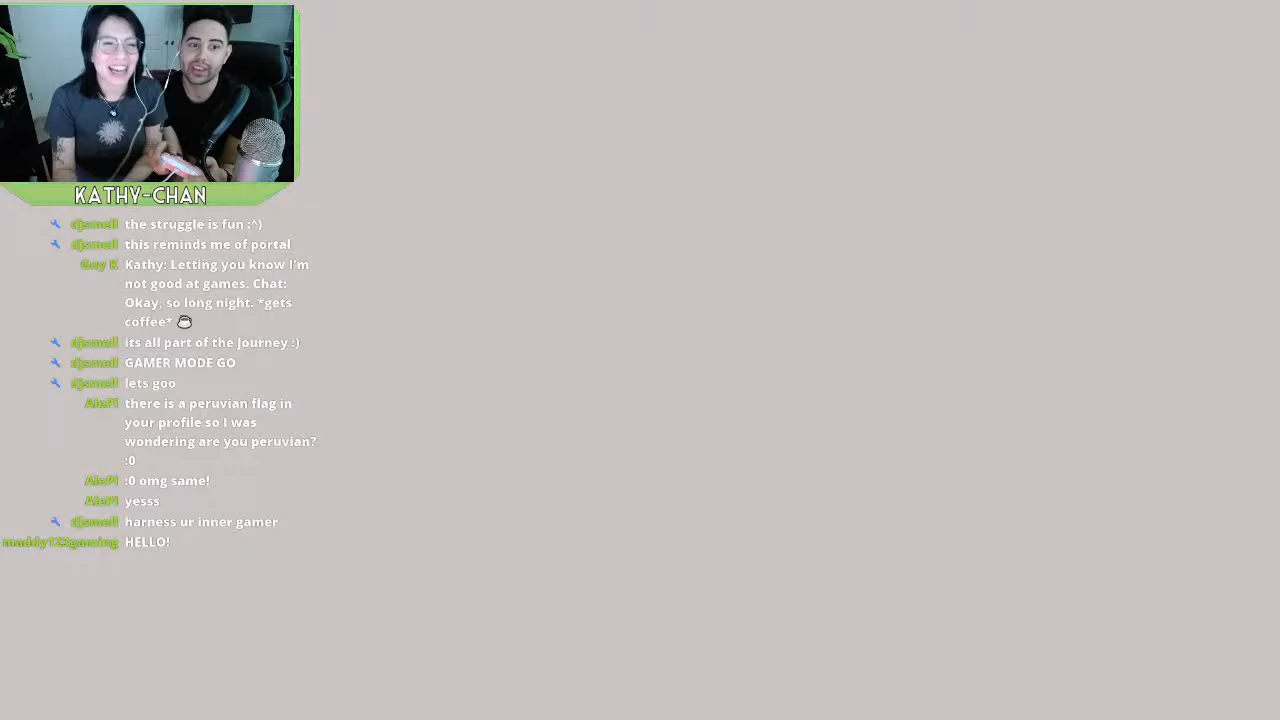 KATHY-CHAN
djsmell the struggle is fun :^)
djsmell this reminds me of portal
Guy K Kathy: Letting you know I'm
not good at games. Chat:
Okay, so long night. *gets
coffee* ☕
djsmell its all part of the journey :)
djsmell GAMER MODE GO
djsmell lets goo
AlePi there is a peruvian flag in
your profile so I was
wondering are you peruvian?
:0
AlePi :0 omg same!
AlePi yesss
djsmell harness ur inner gamer
maddy123gaming HELLO!